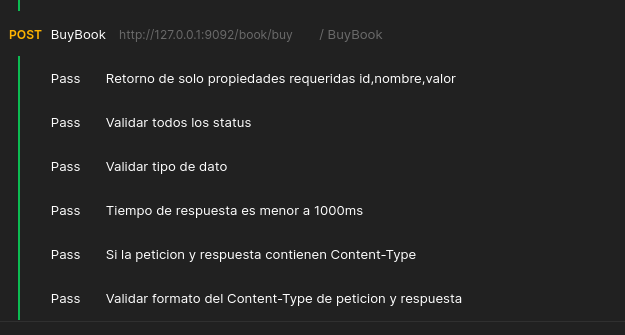 POST BuyBook http://127.0.0.1:9092/book/buy / BuyBook
Pass Retorno de solo propiedades requeridas id,nombre,valor
Pass Validar todos los status
Pass Validar tipo de dato
Pass Tiempo de respuesta es menor a 1000ms
Pass Si la peticion y respuesta contienen Content-Type
Pass Validar formato del Content-Type de peticion y respuesta